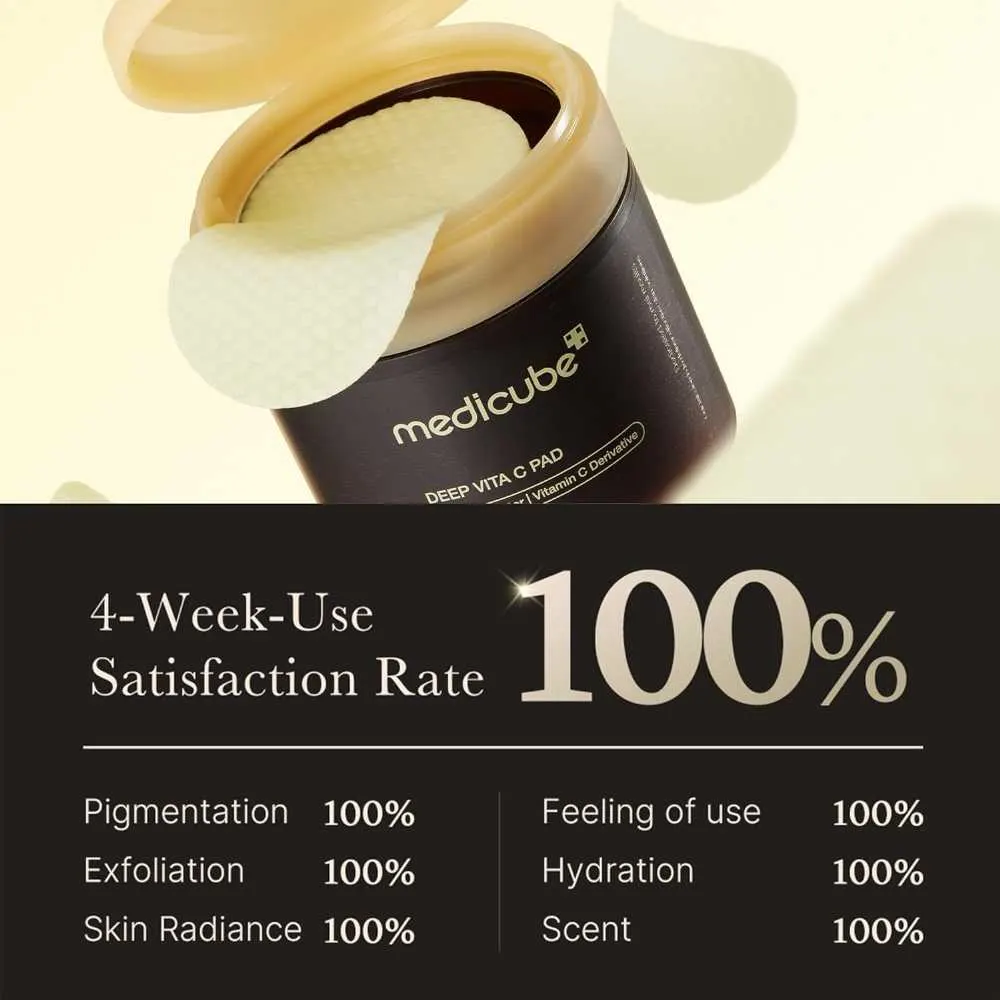 medicube
DEEP VITA C PAD
Vitamin C Derivative
4-Week-Use
Satisfaction Rate 100%
Pigmentation 100%
Exfoliation 100%
Skin Radiance 100%
Feeling of use 100%
Hydration 100%
Scent 100%